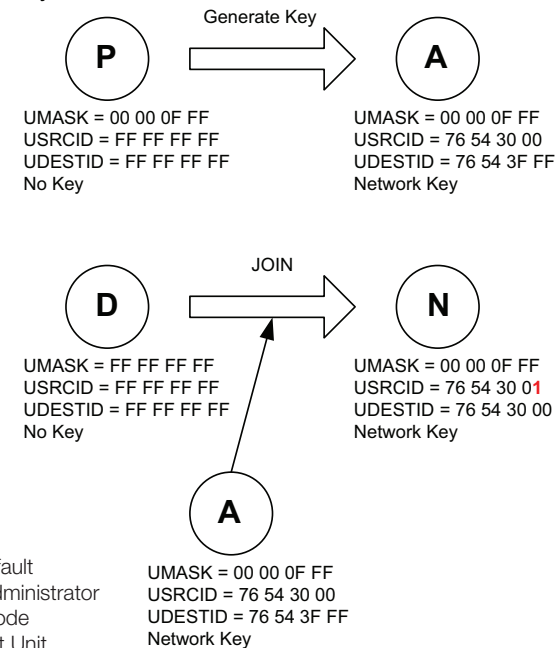 Generate Key
P
A
UMASK = 00 00 0F FF
USRCID = FF FF FF FF
UDESTID = FF FF FF FF
No Key
UMASK = 00 00 0F FF
USRCID = 76 54 30 00
UDESTID = 76 54 3F FF
Network Key
JOIN
D
N
UMASK = FF FF FF FF
USRCID = FF FF FF FF
UDESTID = FF FF FF FF
No Key
UMASK = 00 00 0F FF
USRCID = 76 54 30 01
UDESTID = 76 54 30 00
Network Key
A
UMASK = 00 00 0F FF
USRCID = 76 54 30 00
UDESTID = 76 54 3F FF
Network Key
fault
dministrator
ode
t Unit